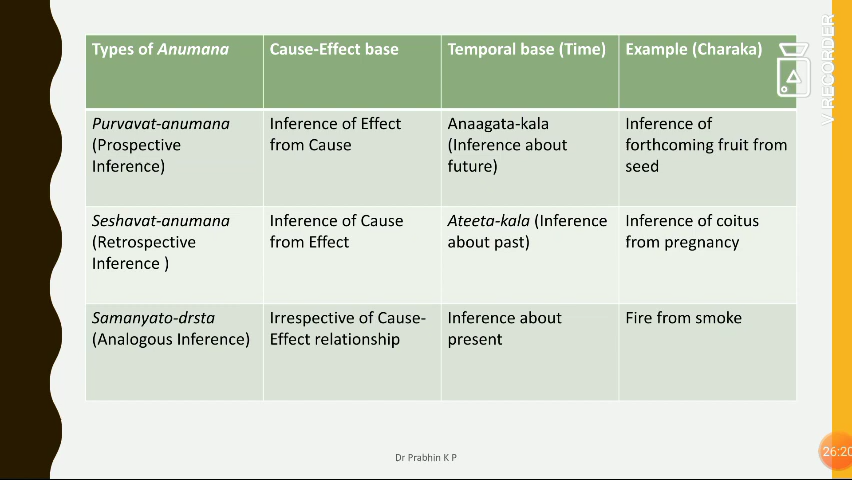 Types of Anumana
Cause-Effect base
Temporal base (Time)
Example (Charaka)
Purvavat-anumana
(Prospective
Inference)
Inference of Effect
from Cause
Anaagata-kala
(Inference about
future)
Inference of
forthcoming fruit from
seed
Seshavat-anumana
(Retrospective
Inference )
Inference of Cause
from Effect
Ateeta-kala (Inference
about past)
Inference of coitus
from pregnancy
Samanyato-drsta
(Analogous Inference)
Irrespective of Cause-
Effect relationship
Inference about
present
Fire from smoke
Dr Prabhin K P
V RECORDER
26:20